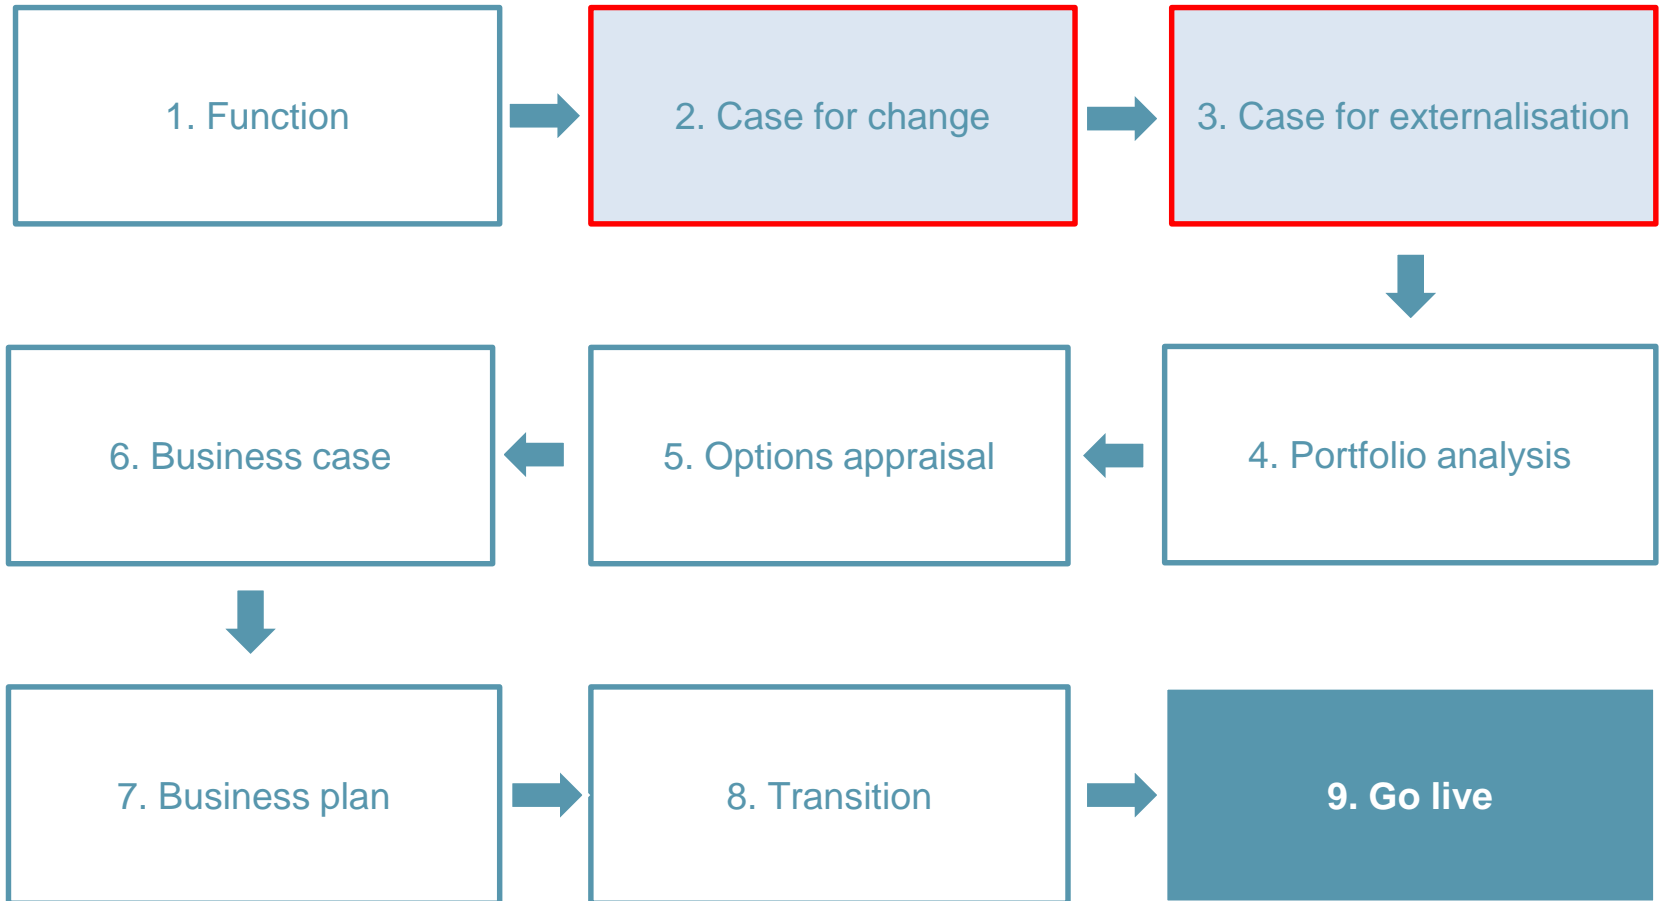 1. Function
2. Case for change
3. Case for externalisation
6. Business case
5. Options appraisal
4. Portfolio analysis
7. Business plan
8. Transition
9. Go live